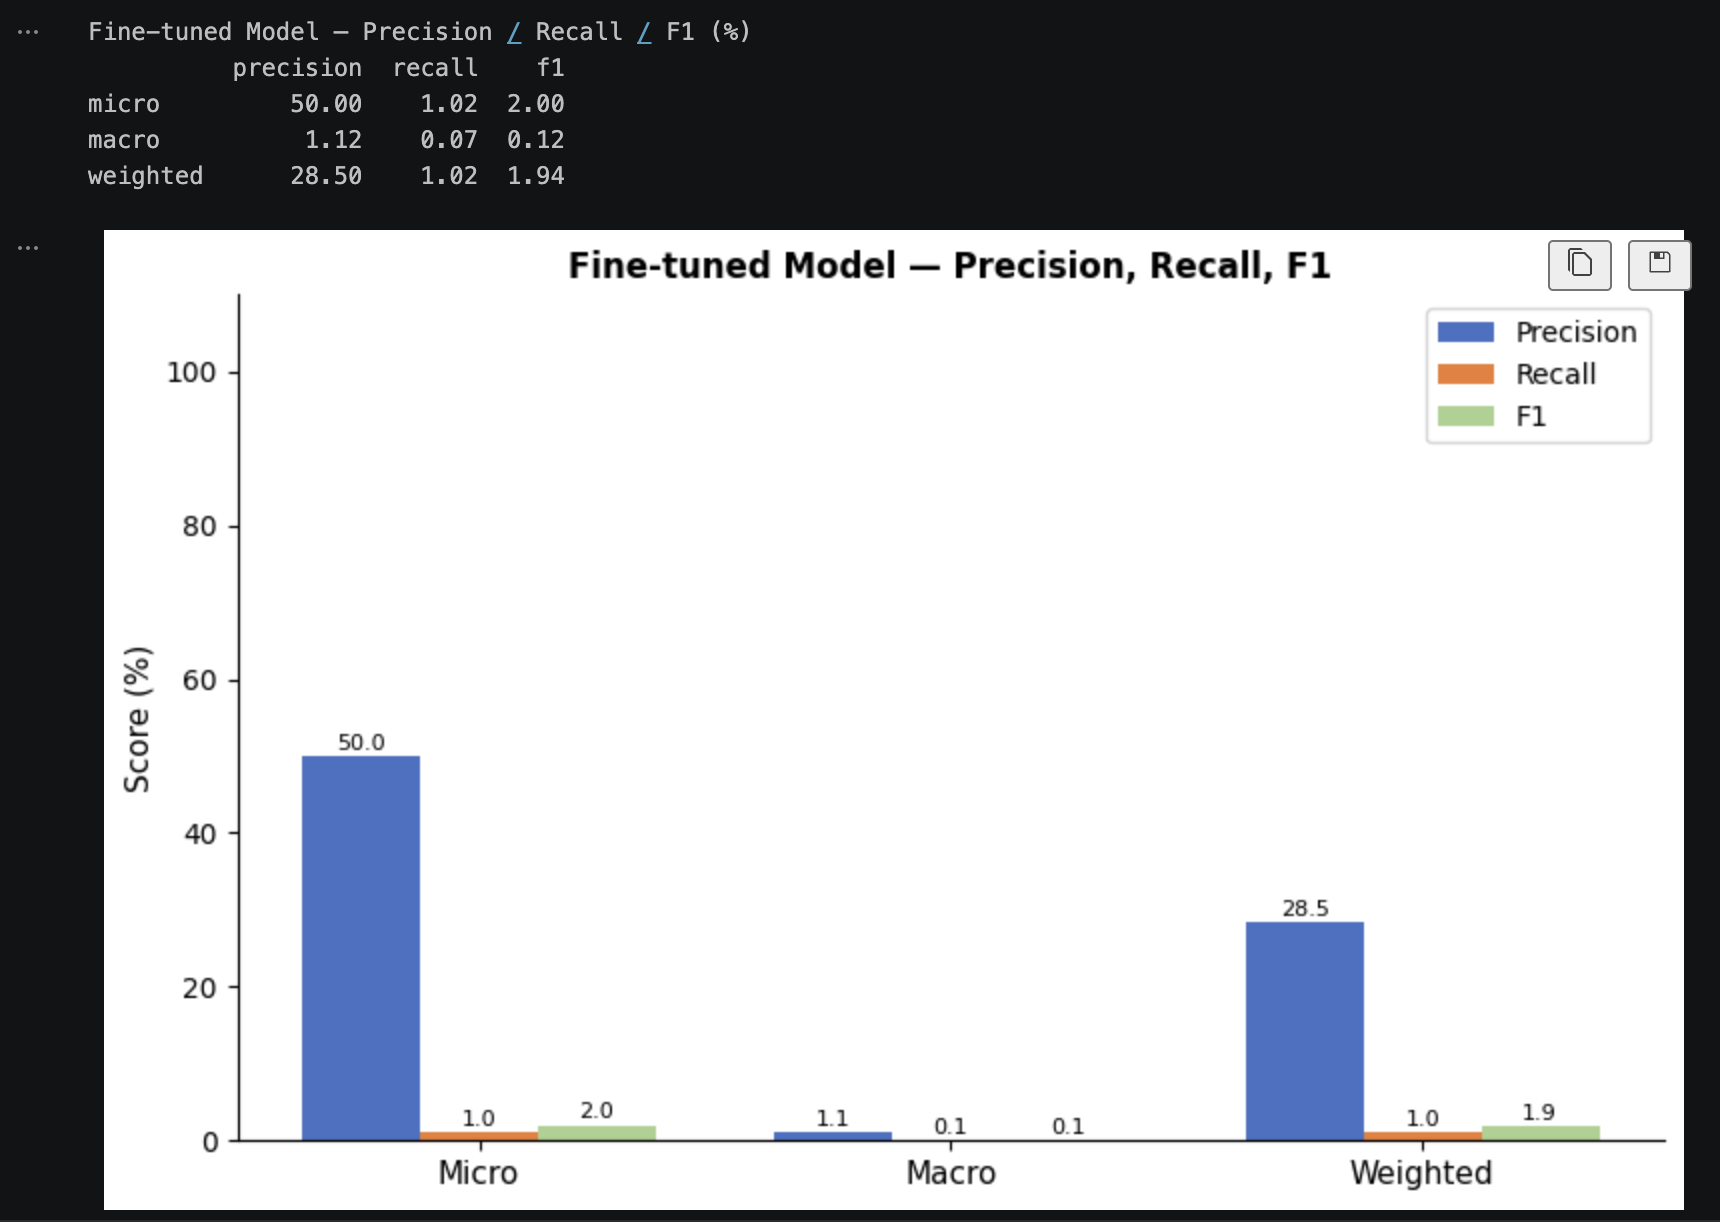 Fine-tuned Model — Precision / Recall / F1 (%)
precision recall f1
micro 50.00 1.02 2.00
macro 1.12 0.07 0.12
weighted 28.50 1.02 1.94
Fine-tuned Model — Precision, Recall, F1
Precision
Recall
F1
100
80
60
40
20
0
Score (%)
50.0
1.0
2.0
1.1
0.1
0.1
28.5
1.0
1.9
Micro
Macro
Weighted